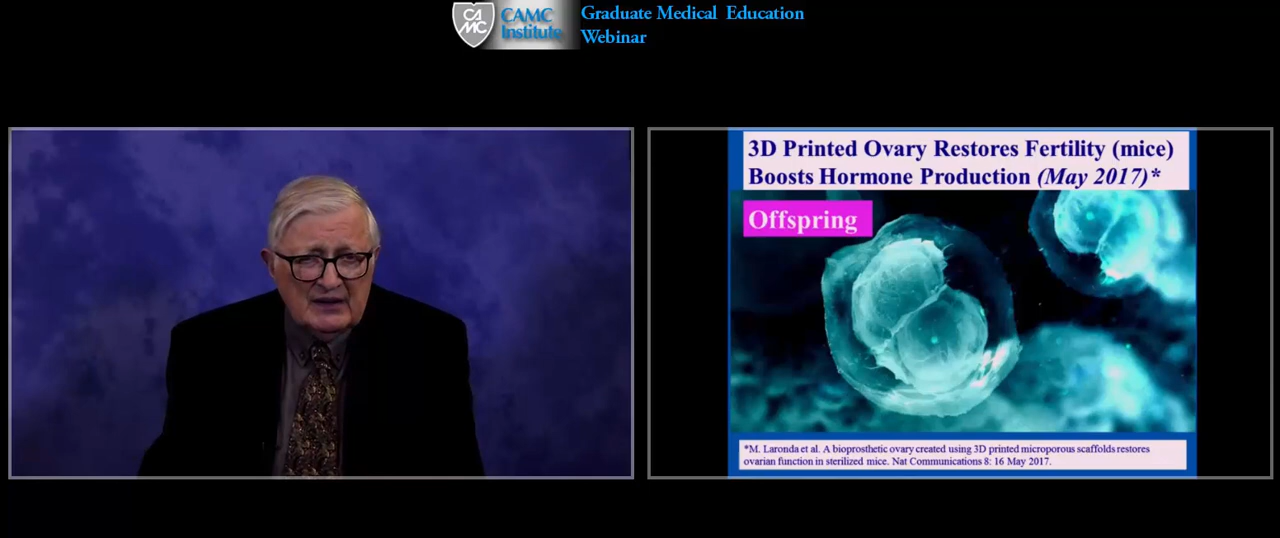 CAMC
CAMC
Institute
Graduate Medical Education
Webinar
3D Printed Ovary Restores Fertility (mice)
Boosts Hormone Production (May 2017)*
Offspring
*M. Laronda et al. A bioprosthetic ovary created using 3D printed microporous scaffolds restores
ovarian function in sterilized mice. Nat Communications 8: 16 May 2017.